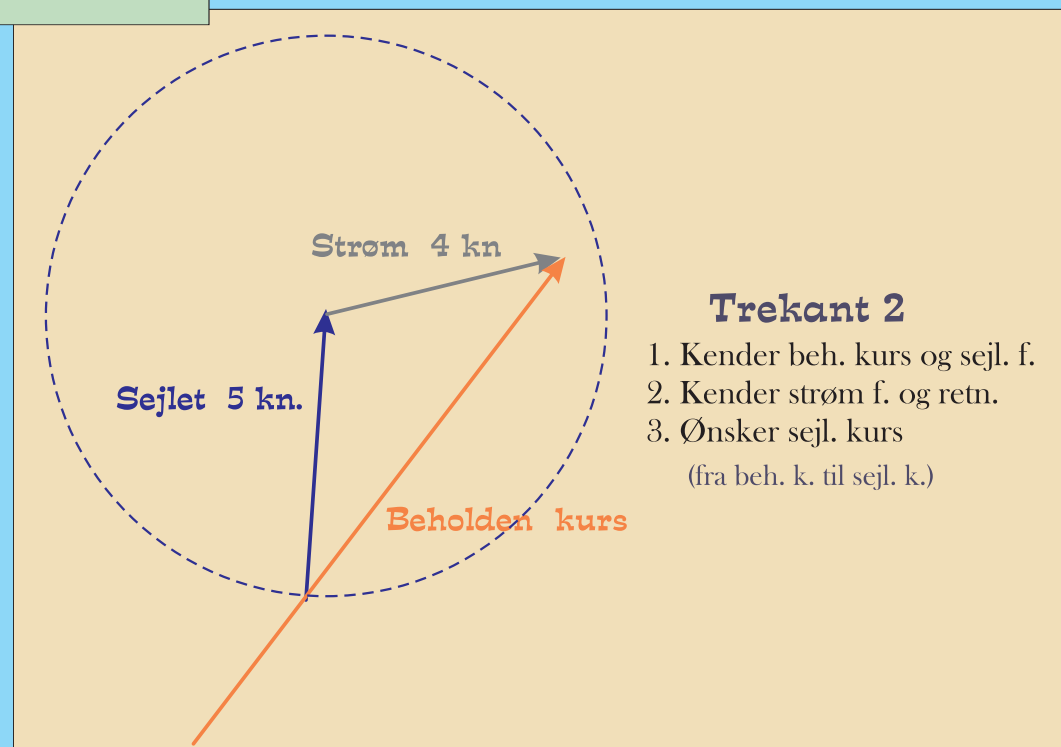 Strøm 4 kn
Sejlet 5 kn.
Beholden kurs
Trekant 2
1. Kender beh. kurs og sejl. f.
2. Kender strøm f. og retn.
3. Ønsker sejl. kurs
(fra beh. k. til sejl. k.)